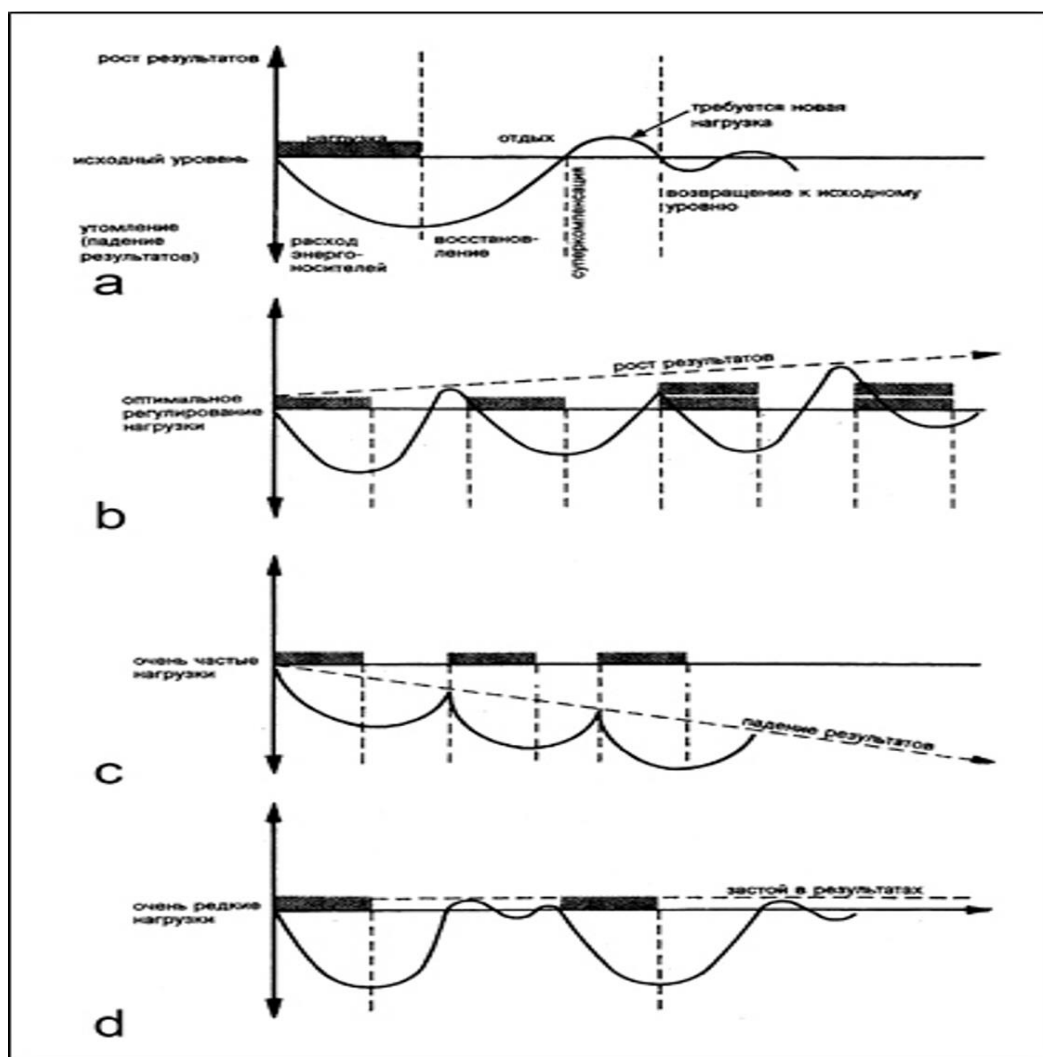 рост результатов
нагрузка
отдых
требуется новая
нагрузка
исходный уровень
утомление
(падение
результатов)
расход
энерго-
носителей
восстанов-
ление
суперкомпенсация
возвращение к исходному
уровню
a
рост результатов
оптимальное
регулирование
нагрузки
b
очень частые
нагрузки
падение результатов
c
застой в результатах
очень редкие
нагрузки
d